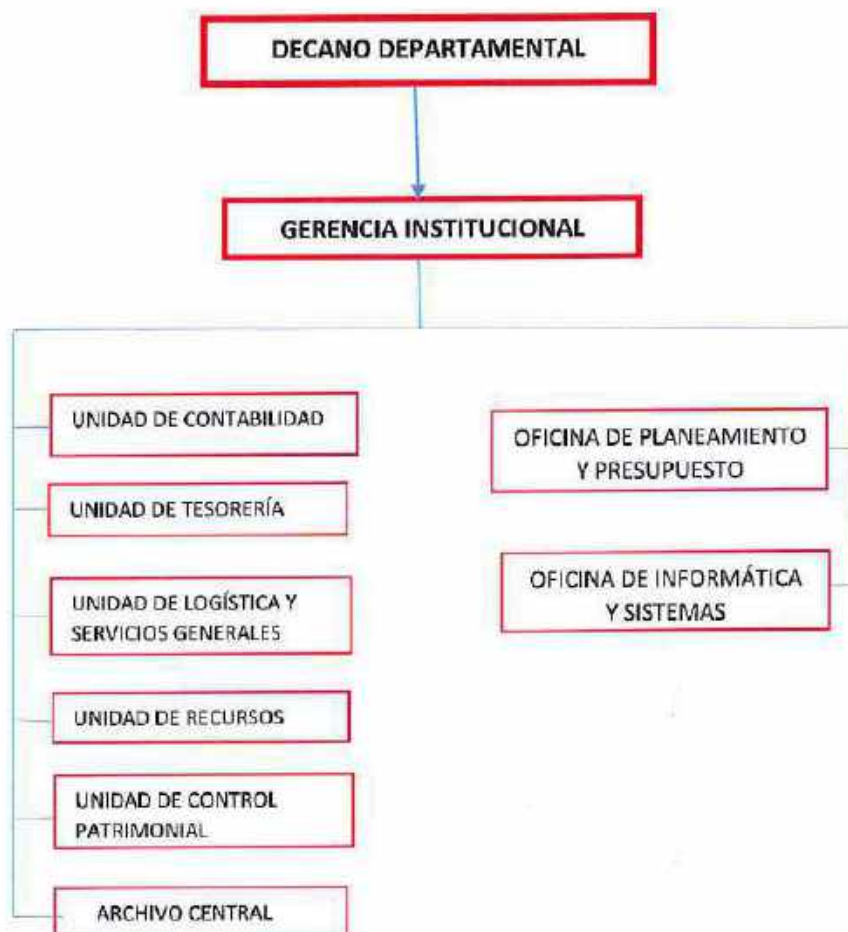 DECANO DEPARTAMENTAL
GERENCIA INSTITUCIONAL
UNIDAD DE CONTABILIDAD
UNIDAD DE TESORERÍA
UNIDAD DE LOGÍSTICA Y
SERVICIOS GENERALES
UNIDAD DE RECURSOS
UNIDAD DE CONTROL
PATRIMONIAL
ARCHIVO CENTRAL
OFICINA DE PLANEAMIENTO
Y PRESUPUESTO
OFICINA DE INFORMÁTICA
Y SISTEMAS